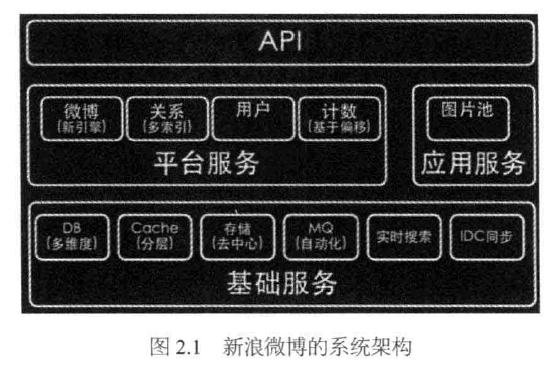 API
微博
(新引擎)
关系
(多索引)
用户
计数
(基于偏移)
平台服务
图片池
应用服务
DB
(多维度)
Cache
(分层)
存储
(去中心)
MQ
(自动化)
实时搜索
IDC同步
基础服务
图 2.1 新浪微博的系统架构